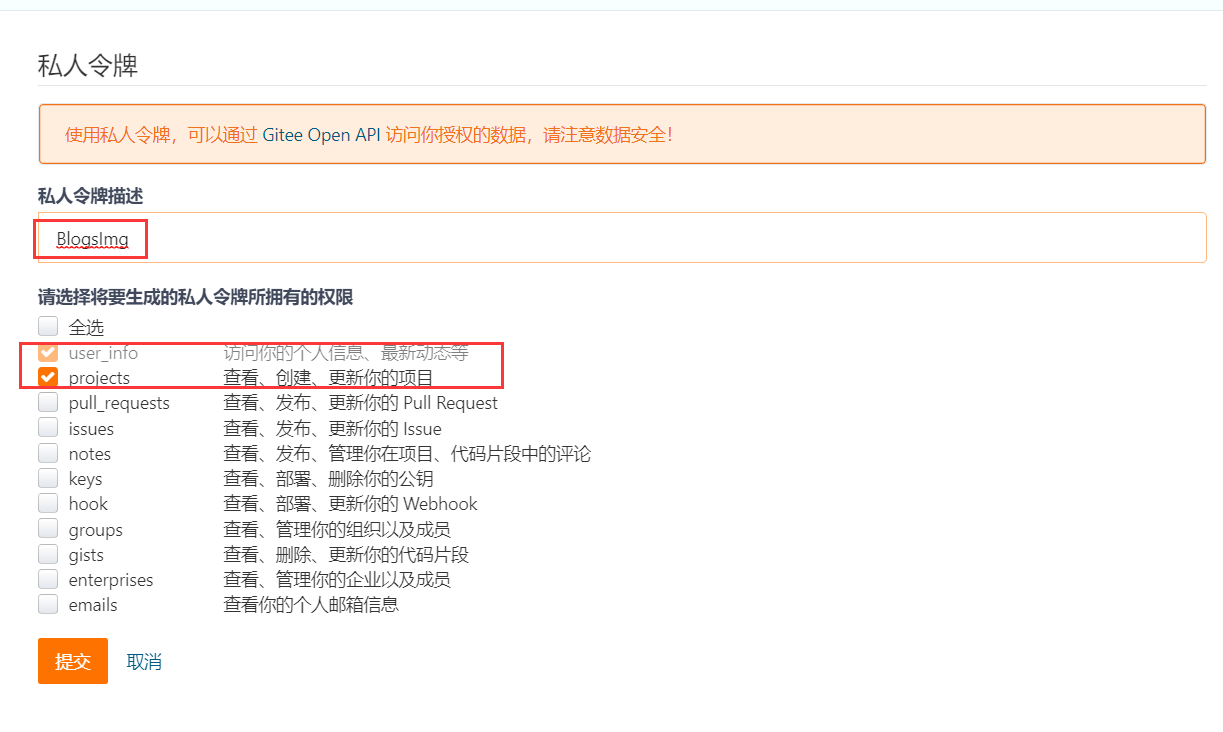 私人令牌
使用私人令牌，可以通过 Gitee Open API 访问你授权的数据，请注意数据安全！
私人令牌描述
BlogsImg
请选择将要生成的私人令牌所拥有的权限
全选
user_info 访问你的个人信息、最新动态等
projects 查看、创建、更新你的项目
pull_requests 查看、发布、更新你的 Pull Request
issues 查看、发布、更新你的 Issue
notes 查看、发布、管理你在项目、代码片段中的评论
keys 查看、部署、删除你的公钥
hook 查看、部署、更新你的 Webhook
groups 查看、管理你的组织以及成员
gists 查看、删除、更新你的代码片段
enterprises 查看、管理你的企业以及成员
emails 查看你的个人邮箱信息
提交 取消